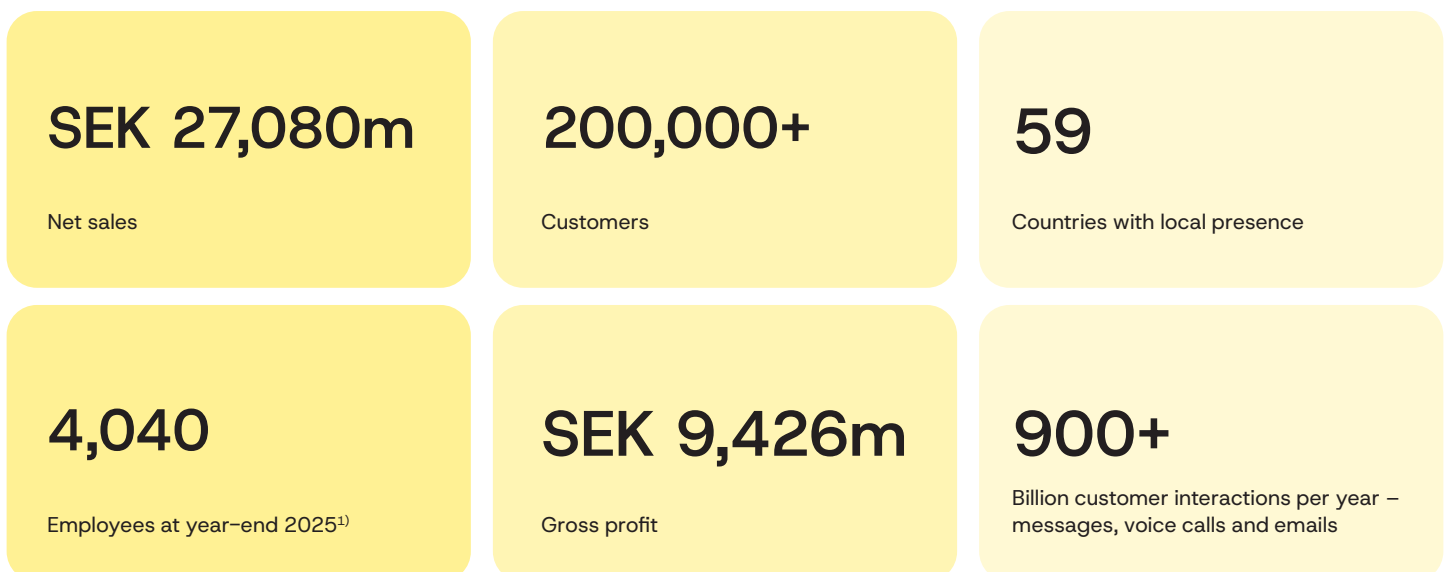 SEK 27,080m
Net sales
200,000+
Customers
59
Countries with local presence
4,040
Employees at year-end 2025¹⁾
SEK 9,426m
Gross profit
900+
Billion customer interactions per year –
messages, voice calls and emails